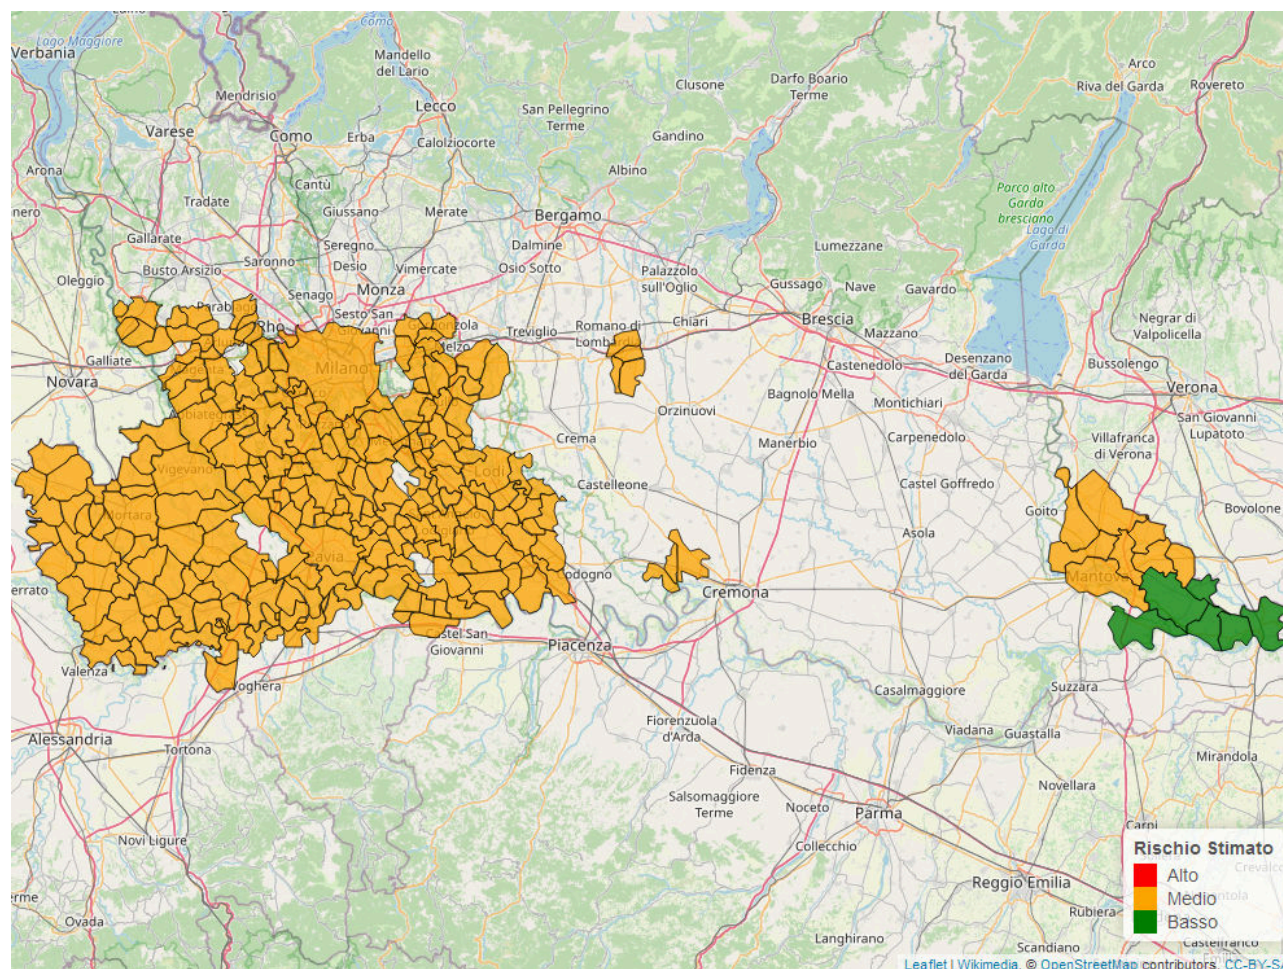 Lago Maggiore
Verbania
Como
Mandello
del Lario
Clusone
Darfo Boario
Terme
Arco
Riva del Garda
Rovereto
Mendrisio
Lecco
San Pellegrino
Terme
Varese
Como
Erba
Calolziocorte
Gandino
Arona
Albino
Cantù
Parco alto
Garda
bresciano
Lago di
Garda
Tradate
Giussano
Merate
Bergamo
Gallarate
Seregno
Dalmine
Lumezzane
Saronno
Desio
Vimercate
Osio Sotto
Palazzolo
sull'Oglio
Busto Arsizio
Oleggio
Senago
Monza
Gussago
Nave
Gavardo
Rho
Sesto San
Giovanni
Treviglio
Romano di
Chiari
Brescia
Mazzano
Negrar di
Valpolicella
Melzo
Galliate
Novara
Milano
Castenedolo
Desenzano
del Garda
Bussolengo
Verona
Bagnolo Mella
Montichiari
Orzinuovi
San Giovanni
Lupatoto
Crema
Manerbio
Carpenedolo
Villafranca
di Verona
Vigevano
Lodi
Castelleone
Castel Goffredo
Goito
Bovolone
Mortara
Asola
Pavia
Codogno
Mantova
Cremona
Castel San
Giovanni
Piacenza
Valenza
Voghera
Casalmaggiore
Suzzara
Alessandria
Tortona
Fiorenzuola
d'Arda
Viadana
Guastalla
Mirandola
Fidenza
Novellara
Salsomaggiore
Terme
Noceto
Parma
Carpi
Novi Ligure
Collecchio
Rischio Stimato
Alto
Medio
Basso
Reggio Emilia
Rubiera
Ovada
Langhirano
Scandiano
Castelfranco
Leaflet | Wikimedia, © OpenStreetMap contributors, CC-BY-S